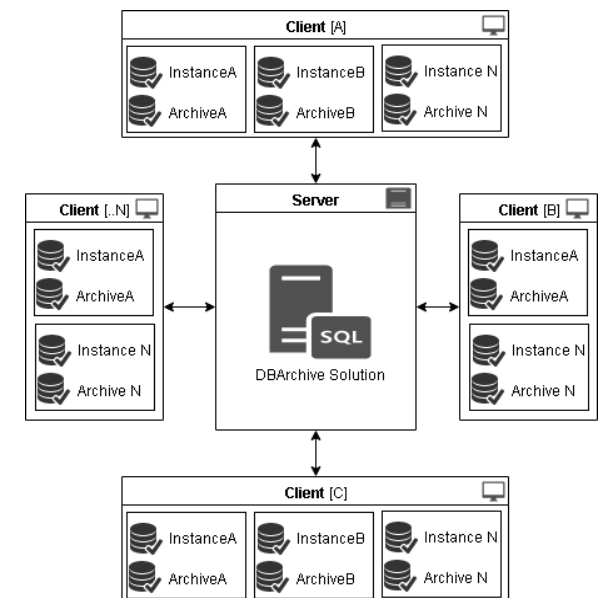 Client [A]
InstanceA
ArchiveA
InstanceB
ArchiveB
Instance N
Archive N
Client [..N]
InstanceA
ArchiveA
Instance N
Archive N
Server
SQL
DBArchive Solution
Client [B]
InstanceA
ArchiveA
Instance N
Archive N
Client [C]
InstanceA
ArchiveA
InstanceB
ArchiveB
Instance N
Archive N